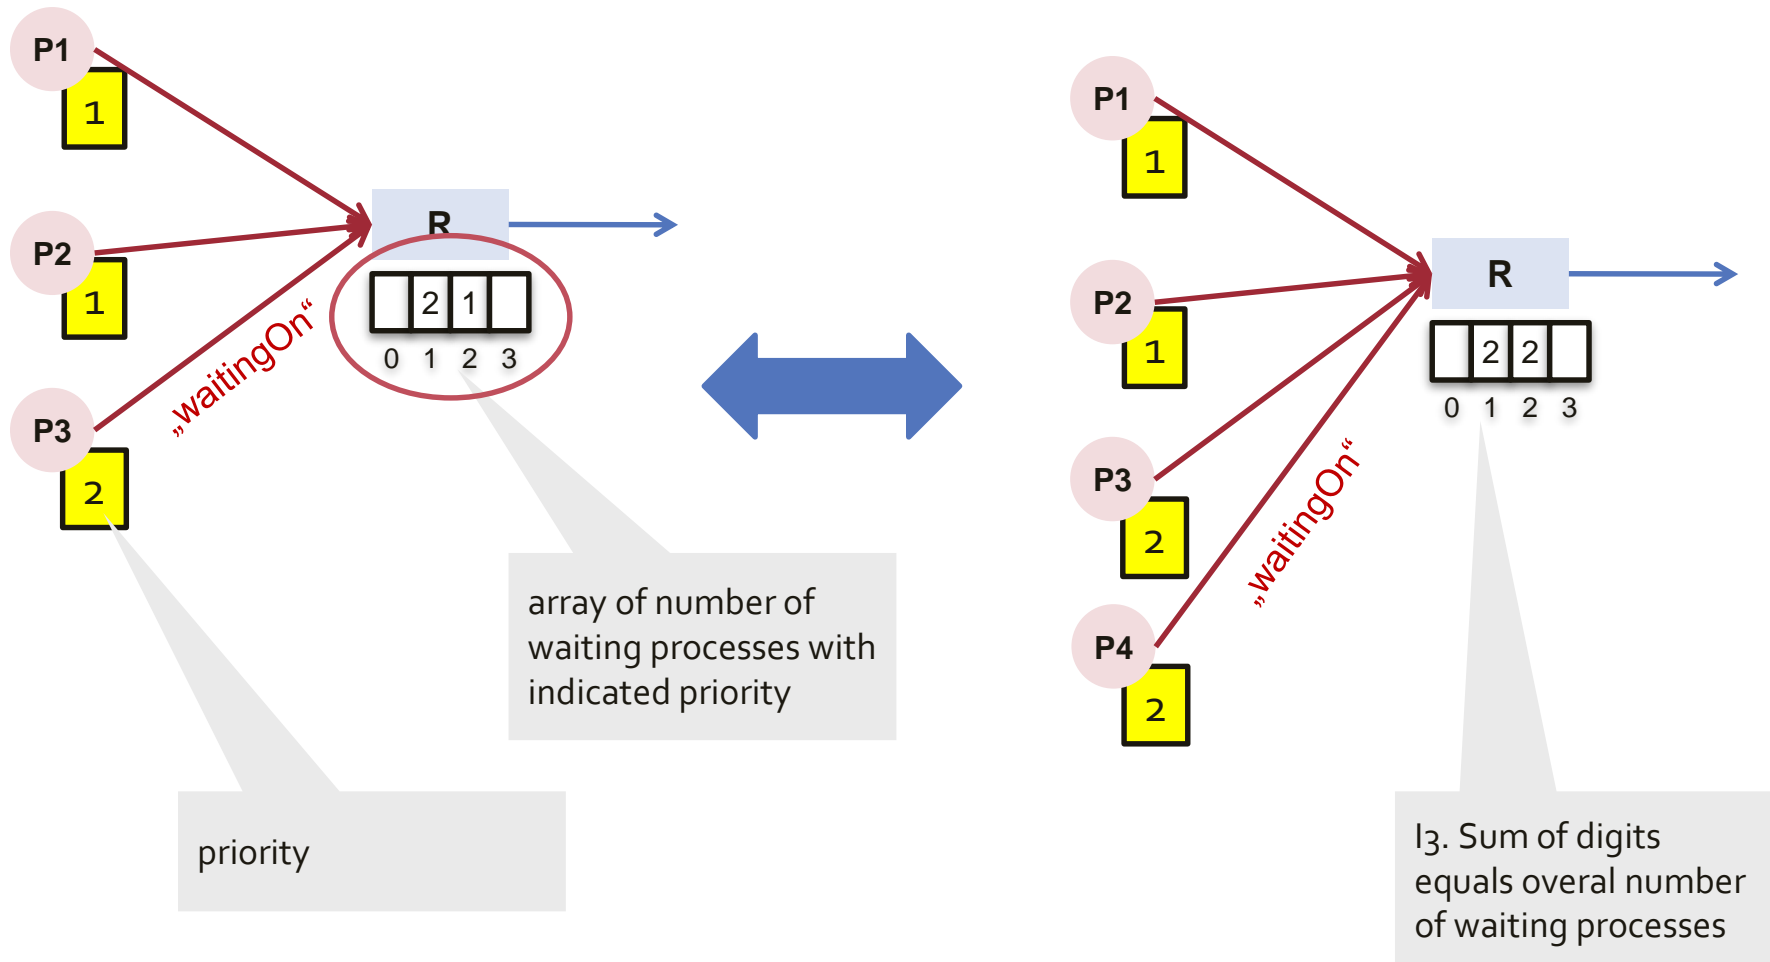 P1
1
P2
1
P3
2
„waitingOn“
R
2 1
0 1 2 3
array of number of
waiting processes with
indicated priority
priority
P1
1
P2
1
P3
2
P4
2
„waitingOn“
R
2 2
0 1 2 3
I3. Sum of digits
equals overal number
of waiting processes